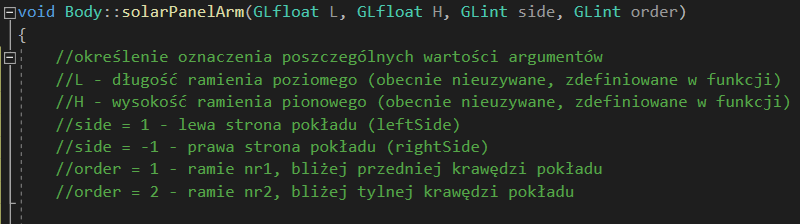 void Body::solarPanelArm(GLfloat L, GLfloat H, GLint side, GLint order)
{
//określenie oznaczenia poszczególnych wartości argumentów
//L - długość ramienia poziomego (obecnie nieuzywane, zdefiniowane w funkcji)
//H - wysokość ramienia pionowego (obecnie nieuzywane, zdefiniowane w funkcji)
//side = 1 - lewa strona pokładu (leftSide)
//side = -1 - prawa strona pokładu (rightSide)
//order = 1 - ramie nr1, bliżej przedniej krawędzi pokładu
//order = 2 - ramie nr2, bliżej tylnej krawędzi pokładu